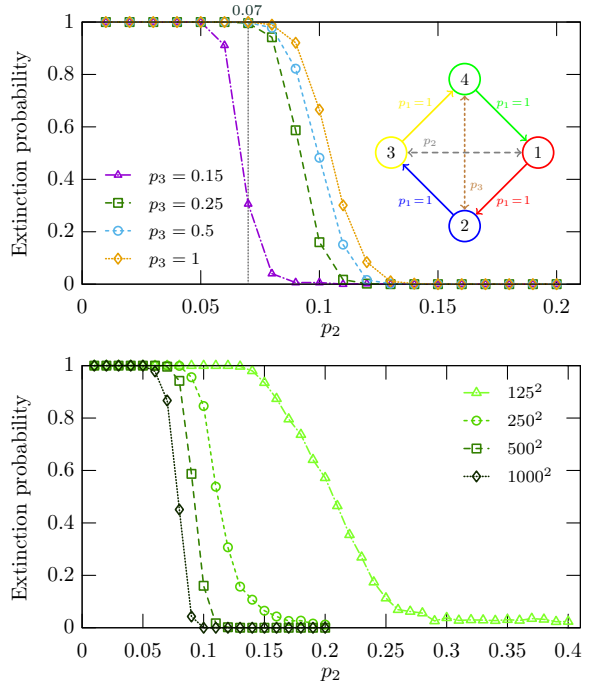 0.07
1
0.8
0.6
0.4
0.2
0
Extinction probability
p₃ = 0.15
p₃ = 0.25
p₃ = 0.5
p₃ = 1
4
p₁=1
p₁=1
3
p₂
1
p₃
p₁=1
p₁=1
2
0
0.05
0.1
0.15
0.2
p₂
1
0.8
0.6
0.4
0.2
0
Extinction probability
125²
250²
500²
1000²
0
0.05
0.1
0.15
0.2
0.25
0.3
0.35
0.4
p₂